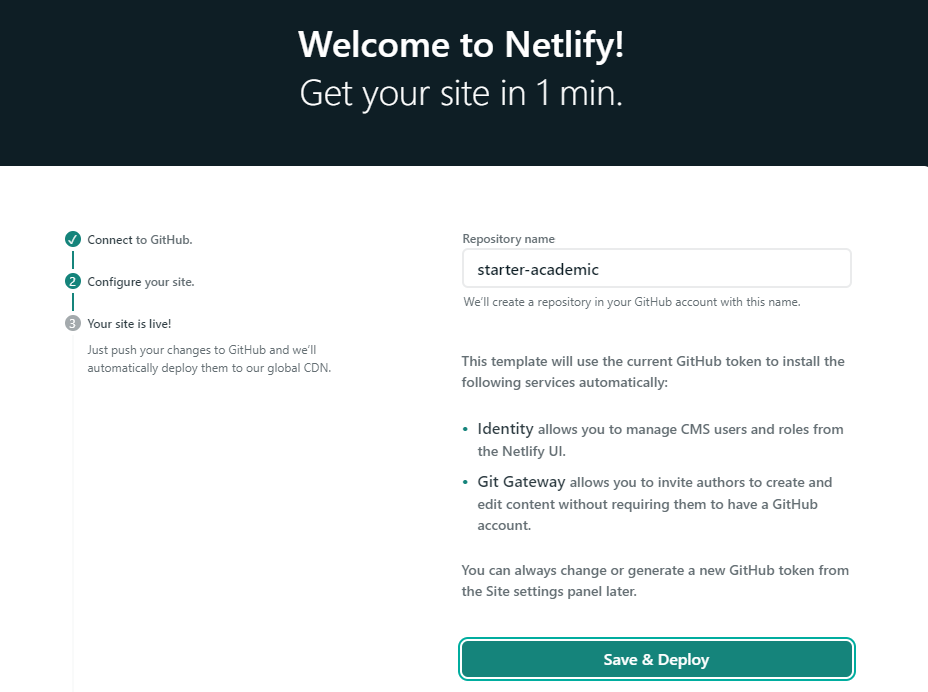 Welcome to Netlify!
Get your site in 1 min.
Connect to GitHub.
2 Configure your site.
3 Your site is live!
Just push your changes to GitHub and we'll
automatically deploy them to our global CDN.
Repository name
starter-academic
We'll create a repository in your GitHub account with this name.
This template will use the current GitHub token to install the
following services automatically:
• Identity allows you to manage CMS users and roles from
the Netlify UI.
• Git Gateway allows you to invite authors to create and
edit content without requiring them to have a GitHub
account.
You can always change or generate a new GitHub token from
the Site settings panel later.
Save & Deploy